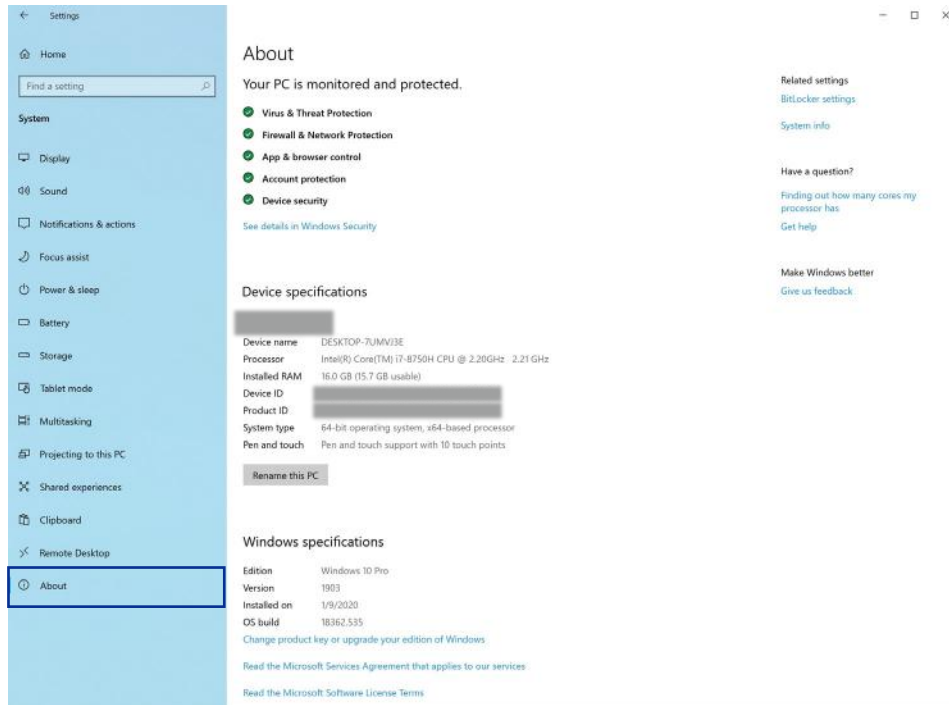 Settings
Home
Find a setting
System
Display
Sound
Notifications & actions
Focus assist
Power & sleep
Battery
Storage
Tablet mode
Multitasking
Projecting to this PC
Shared experiences
Clipboard
Remote Desktop
About
About
Your PC is monitored and protected.
Virus & Threat Protection
Firewall & Network Protection
App & browser control
Account protection
Device security
See details in Windows Security
Device specifications
Device name DESKTOP-7UMVJ3E
Processor Intel(R) Core(TM) i7-8750H CPU @ 2.20GHz 2.21 GHz
Installed RAM 16.0 GB (15.7 GB usable)
Device ID
Product ID
System type 64-bit operating system, x64-based processor
Pen and touch Pen and touch support with 10 touch points
Rename this PC
Windows specifications
Edition Windows 10 Pro
Version 1903
Installed on 1/9/2020
OS build 18362.535
Change product key or upgrade your edition of Windows
Read the Microsoft Services Agreement that applies to our services
Read the Microsoft Software License Terms
Related settings
BitLocker settings
System info
Have a question?
Finding out how many cores my
processor has
Get help
Make Windows better
Give us feedback